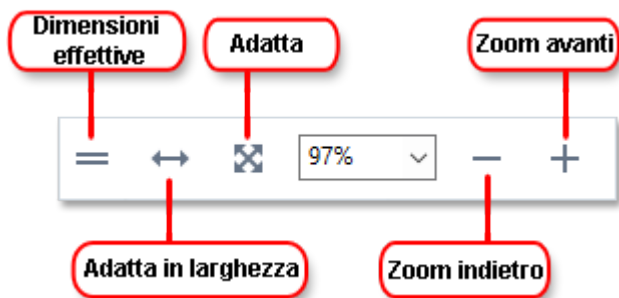 Dimensioni
effettive
Adatta
Zoom avanti
97%
Adatta in larghezza
Zoom indietro